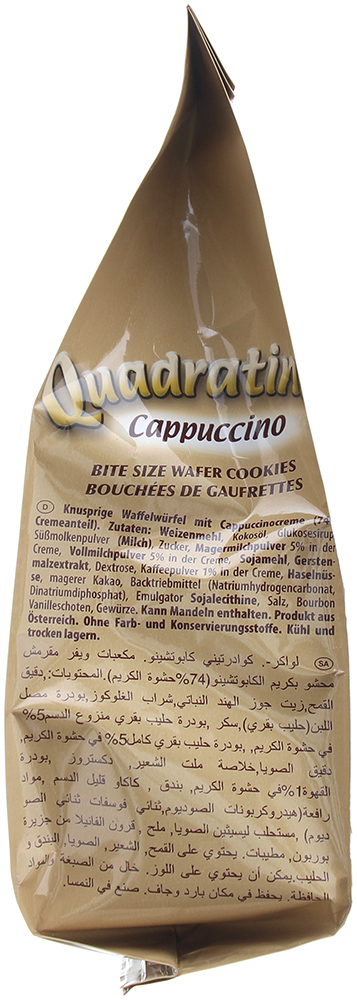 Quadratin
Cappuccino
BITE SIZE WAFER COOKIES
BOUCHÉES DE GAUFRETTES
D Knusprige Waffelwürfel mit Cappuccinocreme (74
Cremeanteil). Zutaten: Weizenmehl, Kokosöl, Glukosesirup
Süßmolkenpulver (Milch), Zucker, Magermilchpulver 5% in der
Creme, Vollmilchpulver 5% in der Creme, Sojamehl, Gersten-
malzextrakt, Dextrose, Kaffeepulver 1% in der Creme, Haselnüs-
se, magerer Kakao, Backtriebmittel (Natriumhydrogencarbonat,
Dinatriumdiphosphat), Emulgator Sojalecithine, Salz, Bourbon
Vanilleschoten, Gewürze. Kann Mandeln enthalten. Produkt aus
Österreich. Ohne Farb- und Konservierungsstoffe. Kühl und
trocken lagern.
SA لواكر-. كوادرتيني كابوتشينو. مكعبات ويفر مقرمش
محشو بكريم الكابوتشينو(74%حشوة الكريم).المحتويات:دقيق
القمح,زيت جوز الهند النباتي,شراب الغلوكوز,بودرة مصل
اللبن(حليب بقري),سكر ,بودرة حليب بقري منزوع الدسم5%
في حشوة الكريم, ,بودرة حليب بقري كامل5% في حشوة الكريم,
دقيق الصويا,خلاصة ملت الشعير, دكستروز ,بودرة
القهوة1%في حشوة الكريم, بندق , كاكاو قليل الدسم ,مواد
رافعة(هيدروكربونات الصوديوم,ثنائي فوسفات ثنائي الصو
ديوم) ,مستحلب ليسيثين الصويا, ملح , قرون الفانيلا من جزيرة
بوربون, مطيبات. يحتوي على القمح, الشعير, الصويا, البندق و
الحليب,يمكن أن يحتوي على اللوز. خال من الصبغة والمواد
الحافظة. يحفظ في مكان بارد وجاف. صنع في النمسا.